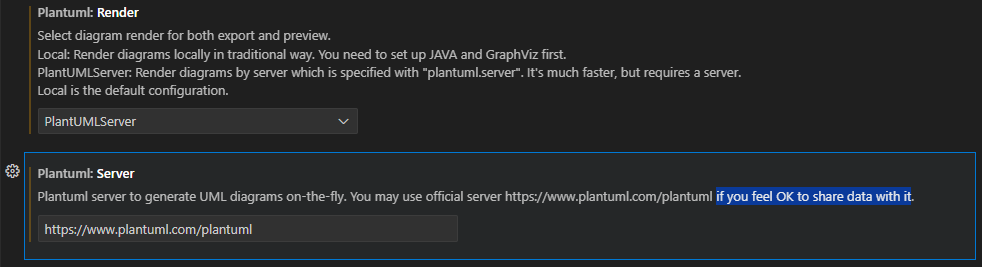 Plantuml: Render
Select diagram render for both export and preview.
Local: Render diagrams locally in traditional way. You need to set up JAVA and GraphViz first.
PlantUMLServer: Render diagrams by server which is specified with "plantuml.server". It's much faster, but requires a server.
Local is the default configuration.
PlantUMLServer
Plantuml: Server
Plantuml server to generate UML diagrams on-the-fly. You may use official server https://www.plantuml.com/plantuml if you feel OK to share data with it.
https://www.plantuml.com/plantuml